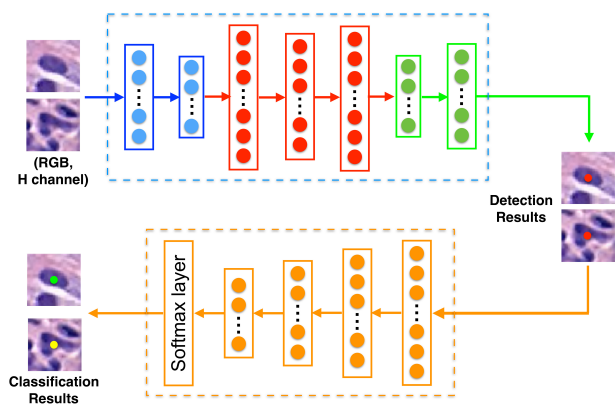 (RGB,
H channel)
Detection
Results
Softmax layer
Classification
Results